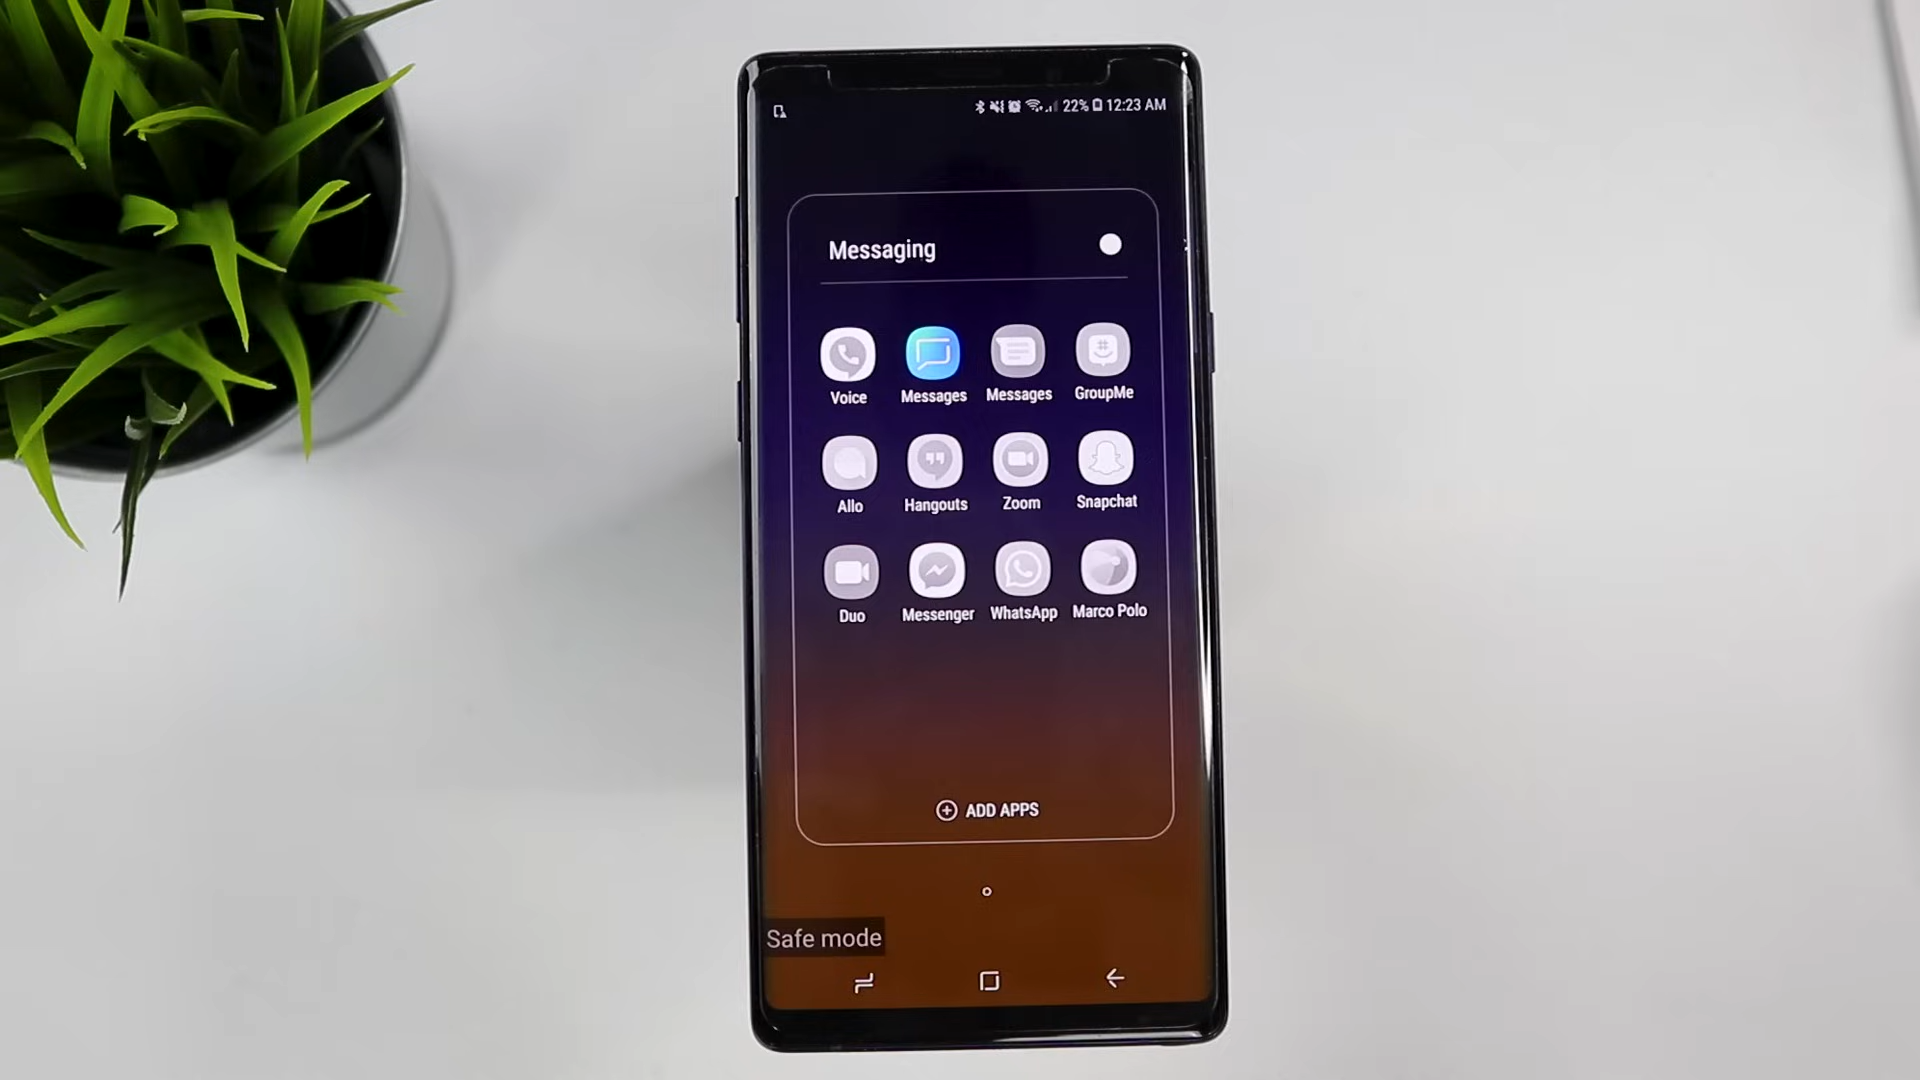 22% 12:23 AM
Messaging
Voice Messages Messages GroupMe
Allo Hangouts Zoom Snapchat
Duo Messenger WhatsApp Marco Polo
ADD APPS
Safe mode